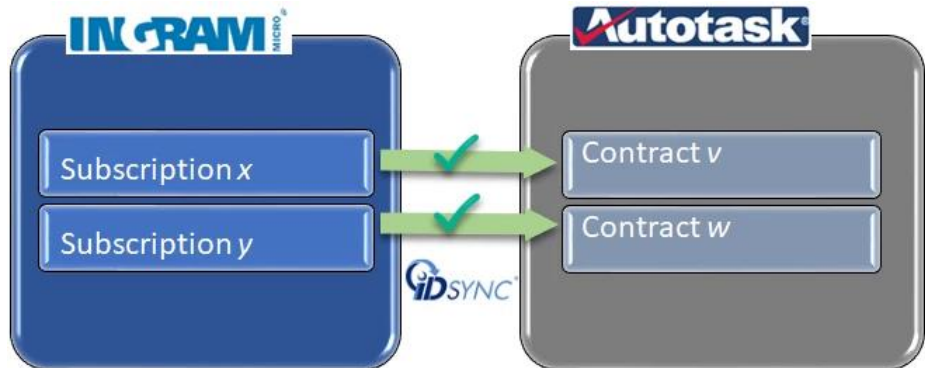 INGRAM MICRO®
Autotask
Subscription x
Contract v
Subscription y
Contract w
iDSYNC®